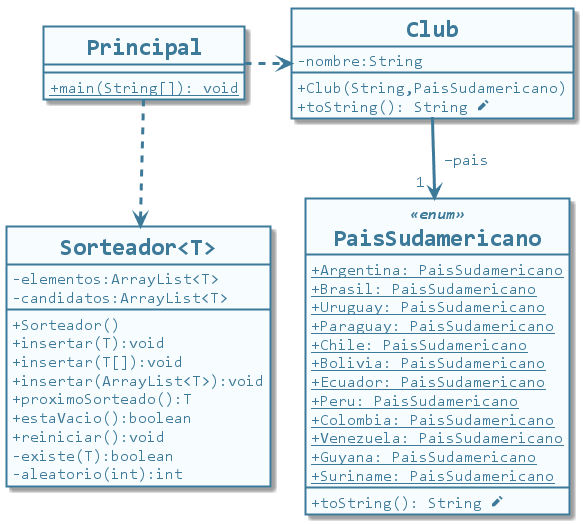 Principal
+main(String[]): void
Club
-nombre:String
+Club(String,PaisSudamericano)
+toString(): String
-pais
1
Sorteador<T>
-elementos:ArrayList<T>
-candidatos:ArrayList<T>
+Sorteador()
+insertar(T):void
+insertar(T[]):void
+insertar(ArrayList<T>):void
+proximoSorteado():T
+estaVacio():boolean
+reiniciar():void
-existe(T):boolean
-aleatorio(int):int
«enum»
PaisSudamericano
+Argentina: PaisSudamericano
+Brasil: PaisSudamericano
+Uruguay: PaisSudamericano
+Paraguay: PaisSudamericano
+Chile: PaisSudamericano
+Bolivia: PaisSudamericano
+Ecuador: PaisSudamericano
+Peru: PaisSudamericano
+Colombia: PaisSudamericano
+Venezuela: PaisSudamericano
+Guyana: PaisSudamericano
+Suriname: PaisSudamericano
+toString(): String